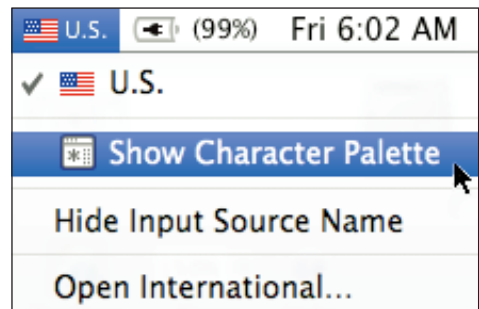 U.S. (99%) Fri 6:02 AM
✓ U.S.
Show Character Palette
Hide Input Source Name
Open International...